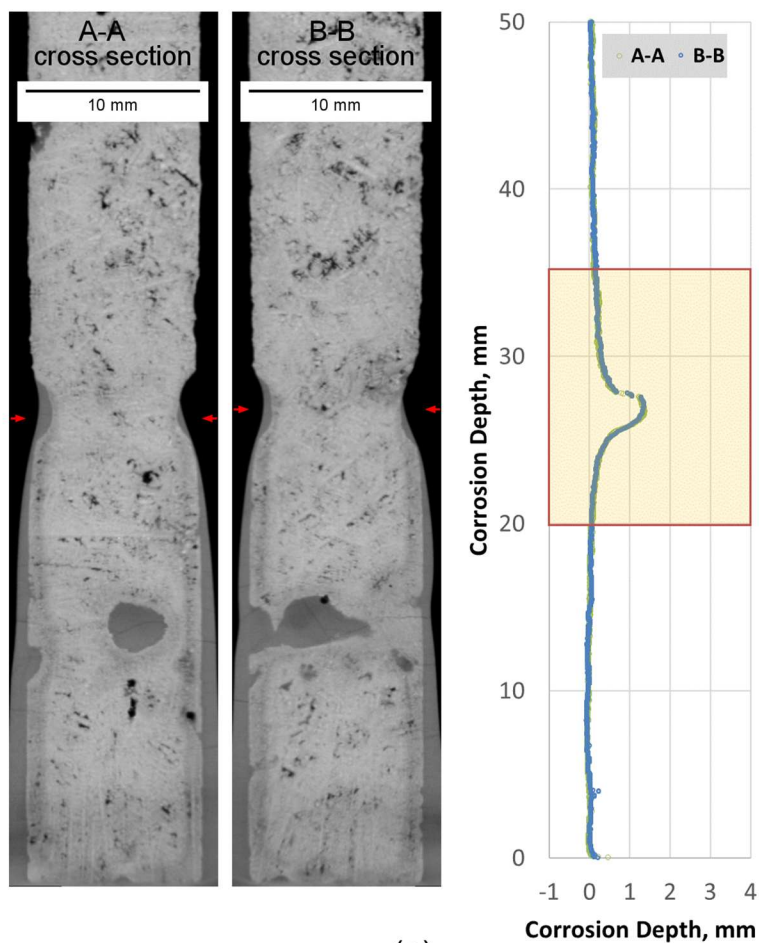 A-A
cross section
10 mm
B-B
cross section
10 mm
A-A B-B
Corrosion Depth, mm
50
40
30
20
10
0
-1 0 1 2 3 4
Corrosion Depth, mm